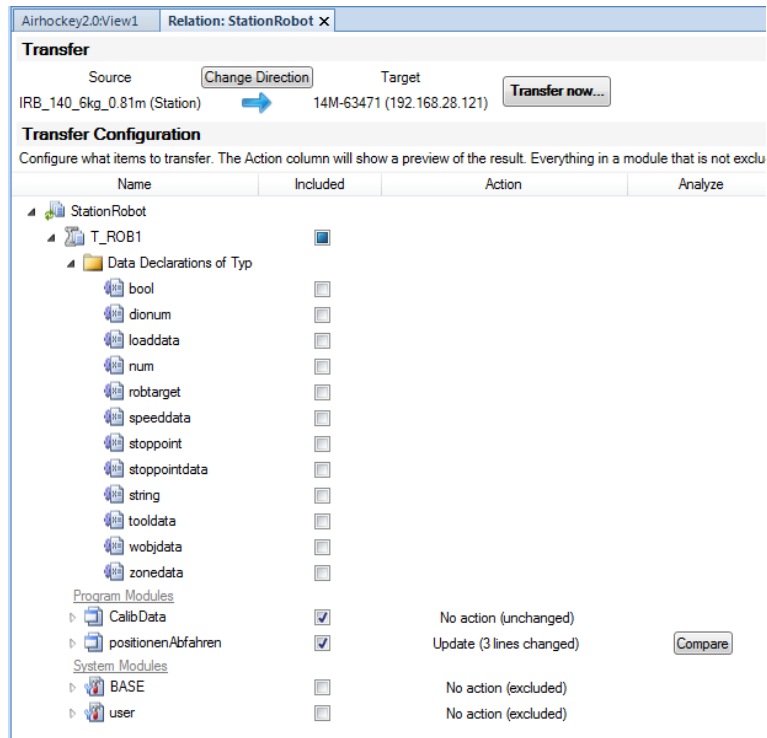 Airhockey2.0:View1 Relation: StationRobot X
Transfer
Source Change Direction Target
IRB_140_6kg_0.81m (Station) 14M-63471 (192.168.28.121) Transfer now...
Transfer Configuration
Configure what items to transfer. The Action column will show a preview of the result. Everything in a module that is not exclu
Name Included Action Analyze
StationRobot
T_ROB1
Data Declarations of Typ
bool
dionum
loaddata
num
robtarget
speeddata
stoppoint
stoppointdata
string
tooldata
wobjdata
zonedata
Program Modules
CalibData No action (unchanged)
positionenAbfahren Update (3 lines changed) Compare
System Modules
BASE No action (excluded)
user No action (excluded)